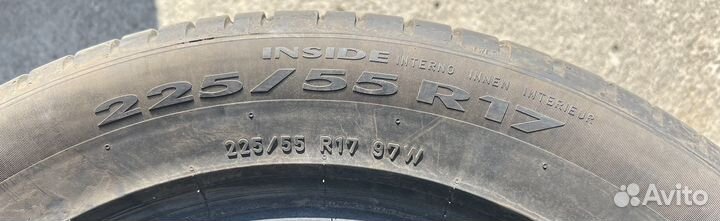 INSIDE INTERNO INNEN INTERIEUR
225/55 R17
225/55 R17 97W
Avito